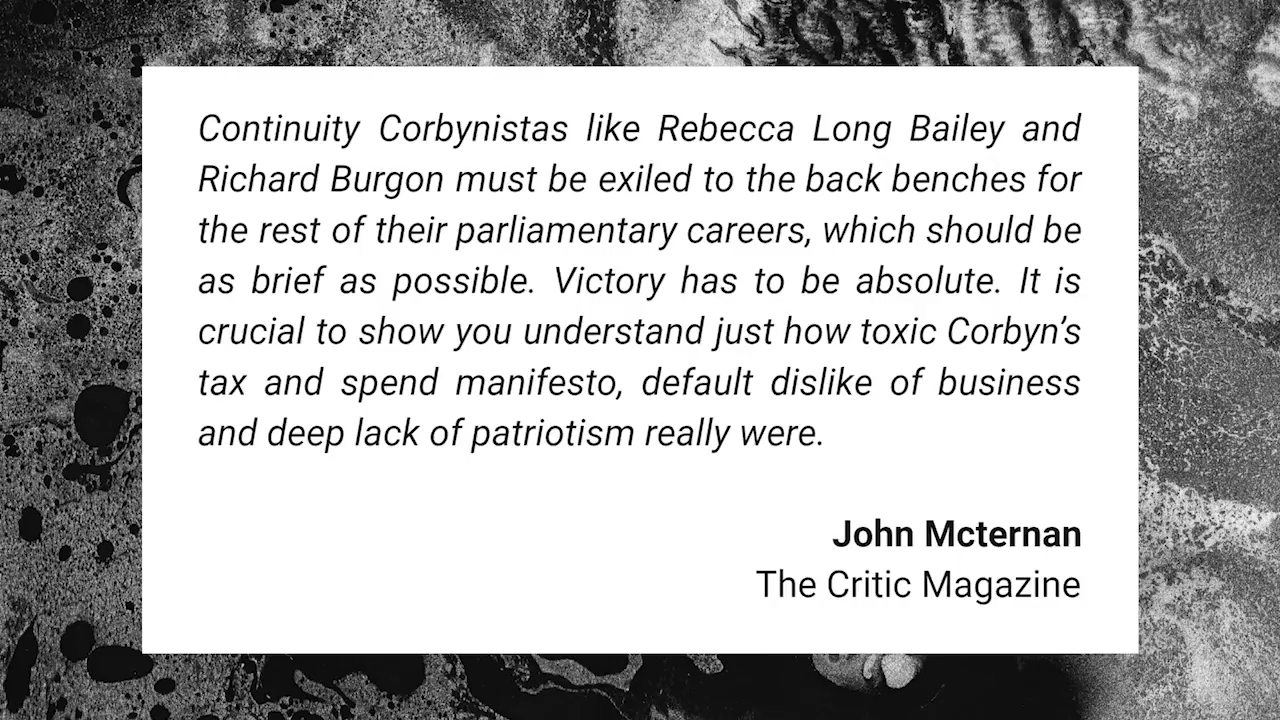 Continuity Corbynistas like Rebecca Long Bailey and
Richard Burgon must be exiled to the back benches for
the rest of their parliamentary careers, which should be
as brief as possible. Victory has to be absolute. It is
crucial to show you understand just how toxic Corbyn’s
tax and spend manifesto, default dislike of business
and deep lack of patriotism really were.
John Mcternan
The Critic Magazine